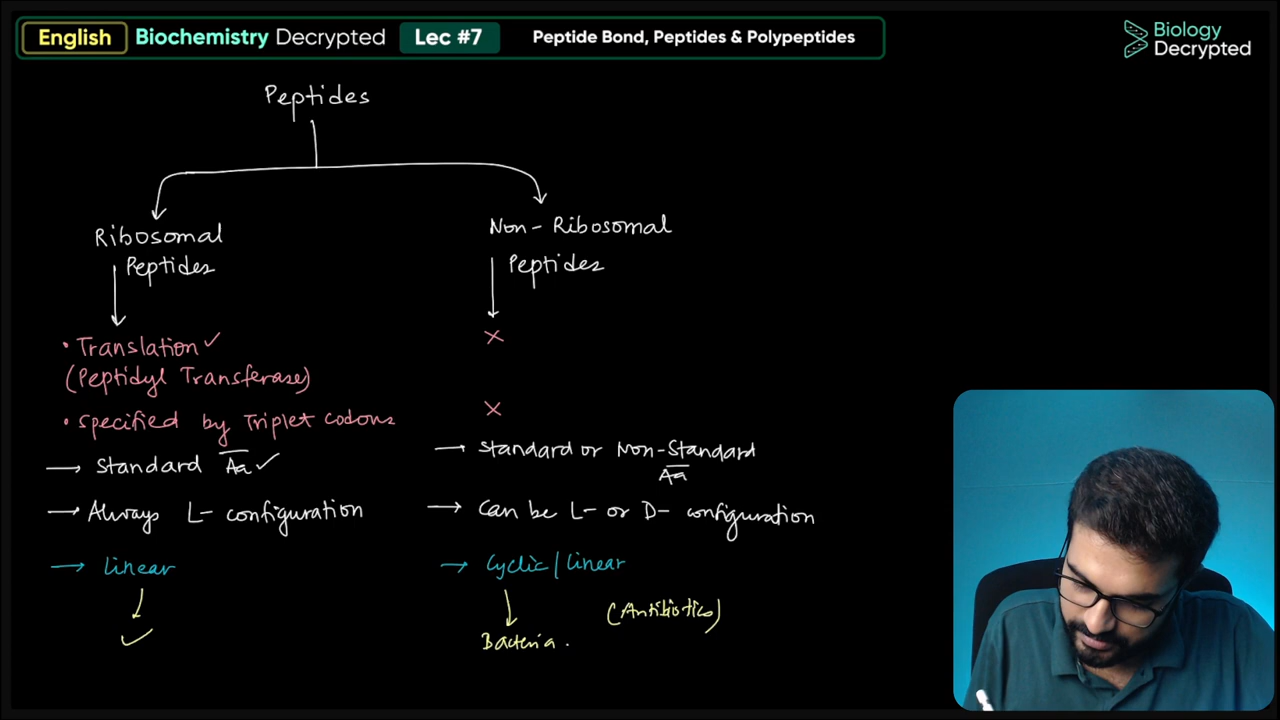 English Biochemistry Decrypted Lec #7 Peptide Bond, Peptides & Polypeptides
Biology
Decrypted
Peptides
Ribosomal
Peptides
Non-Ribosomal
Peptides
• Translation ✓
(Peptidyl Transferase)
×
• Specified by Triplet codons
×
→ Standard Aa ✓
→ Standard or Non-Standard
Aa
→ Always L- configuration
→ Can be L- or D- configuration
→ Linear
→ Cyclic/Linear
✓
(Antibiotics)
Bacteria.